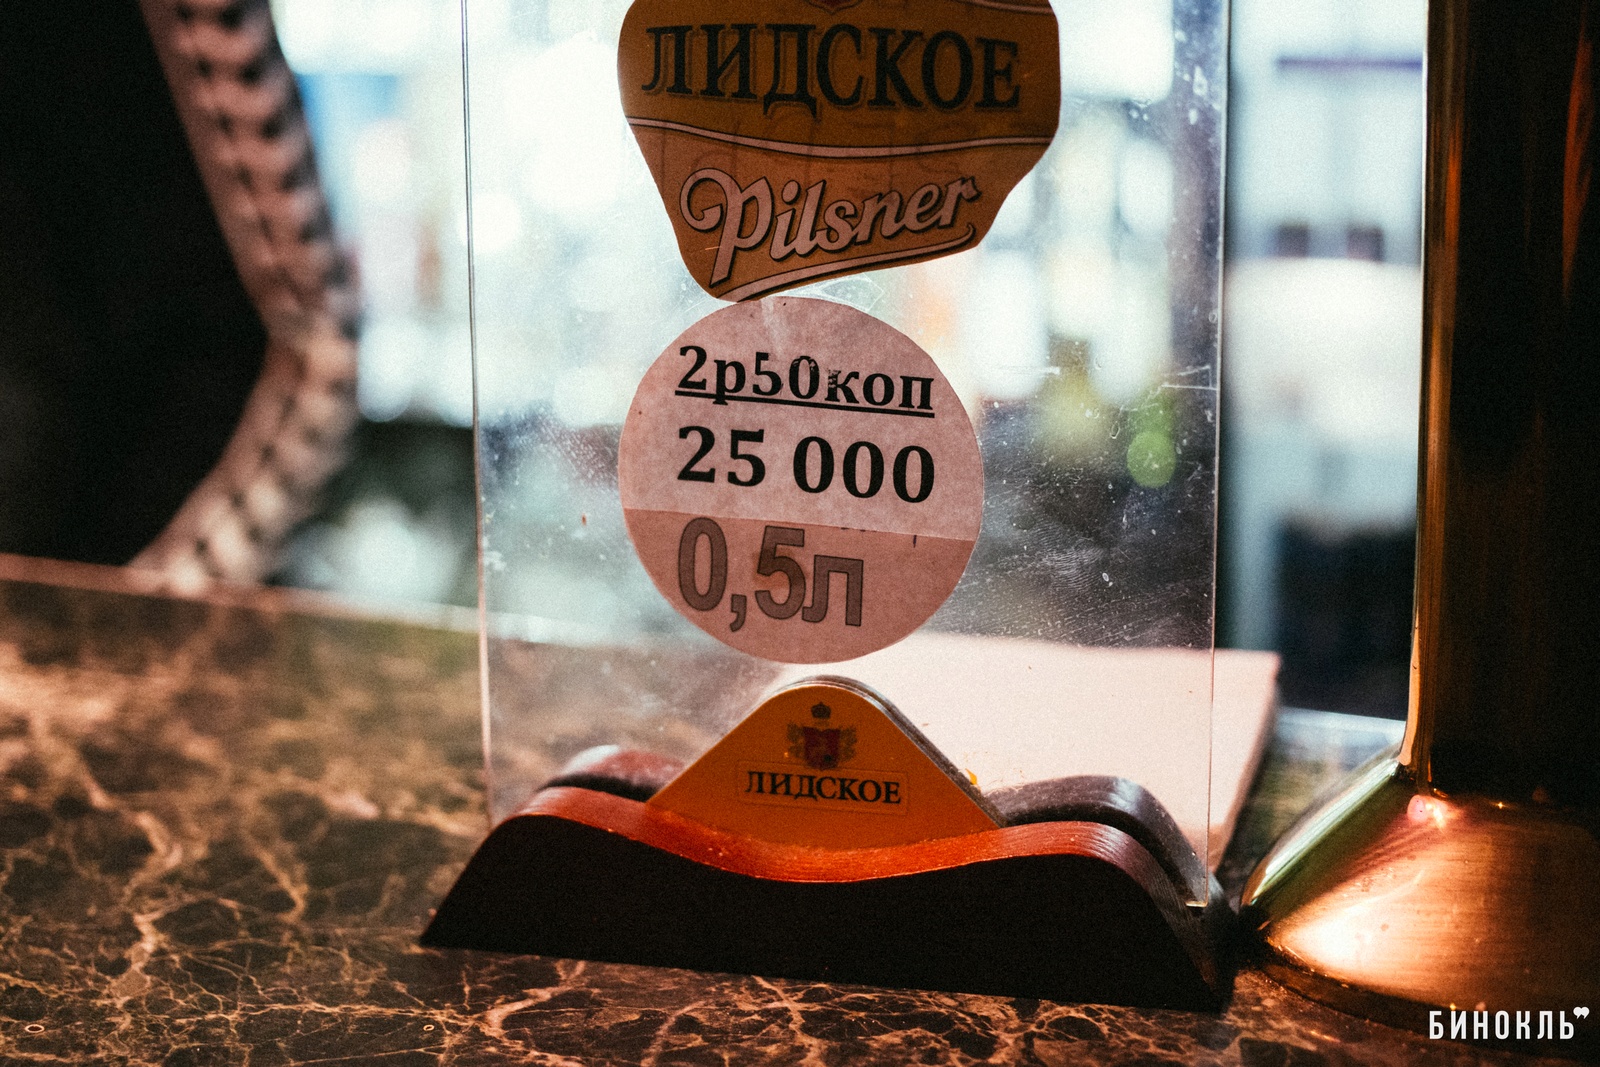 ЛИДСКОЕ
Pilsner
2р50коп
25 000
0,5л
ЛИДСКОЕ
БИНОКЛЬ